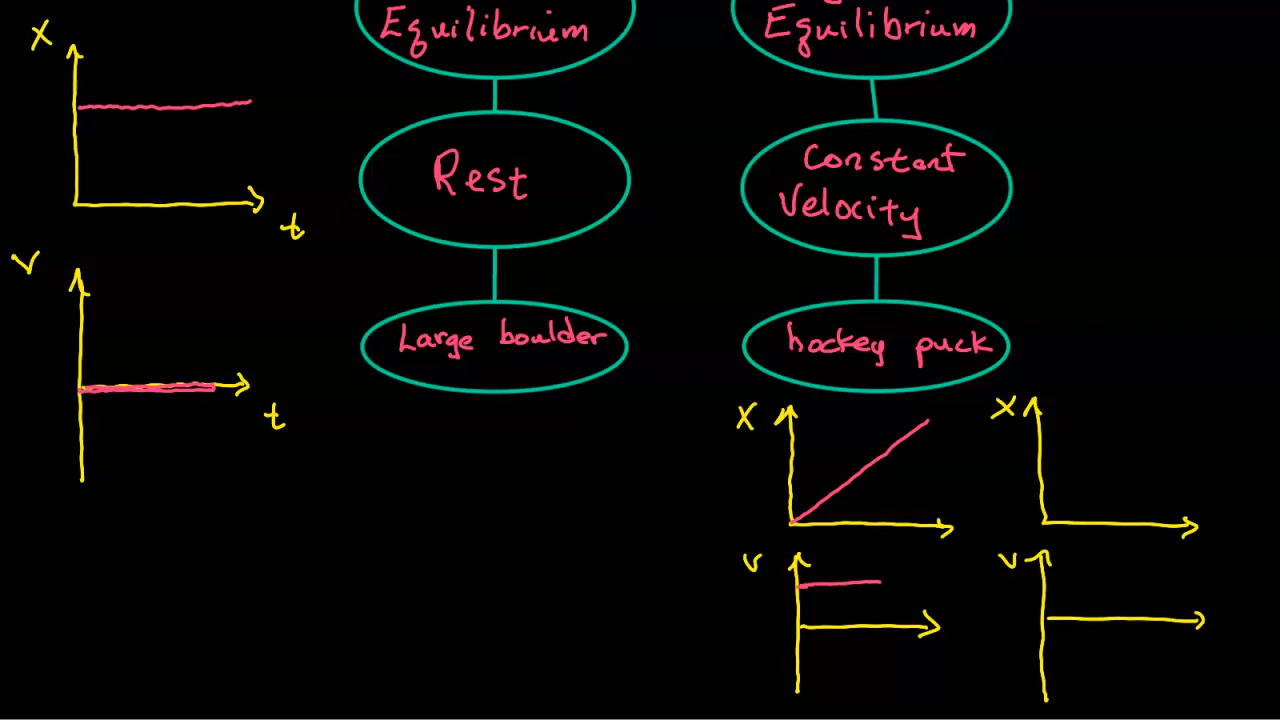 X
Equilibrium
Equilibrium
Rest
Constant
Velocity
t
V
Large boulder
hockey puck
t
X
X
V
V